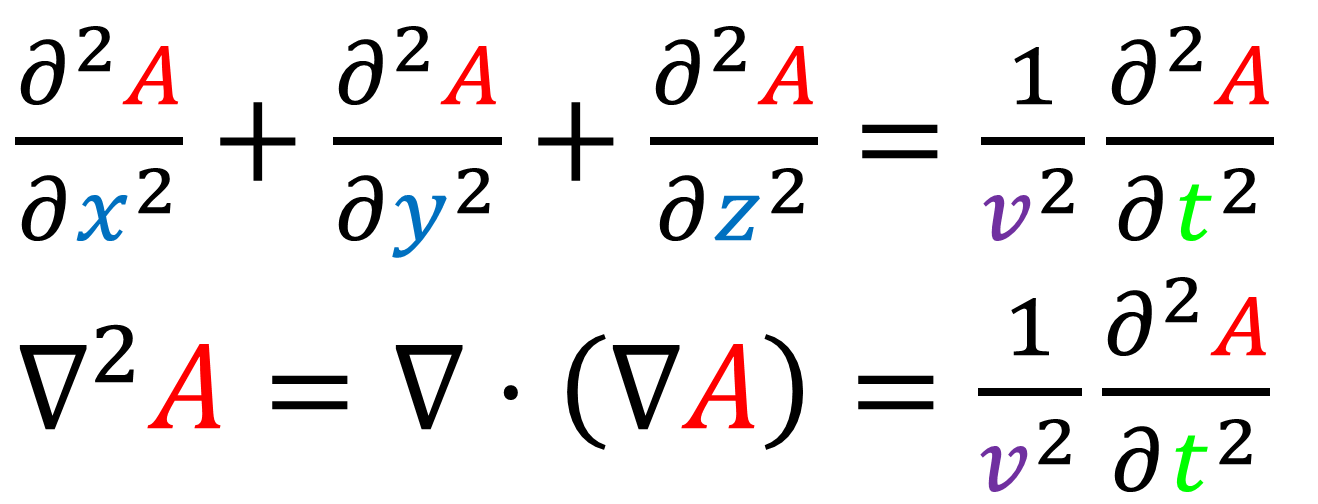 ∂²A/∂x² + ∂²A/∂y² + ∂²A/∂z² = 1/v² ∂²A/∂t²
∇²A = ∇ · (∇A) = 1/v² ∂²A/∂t²